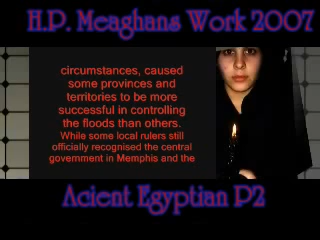 H.P. Meaghans Work 2007
circumstances, caused
some provinces and
territories to be more
successful in controlling
the floods than others.
While some local rulers still
officially recognised the central
government in Memphis and the
Acient Egyptian P2